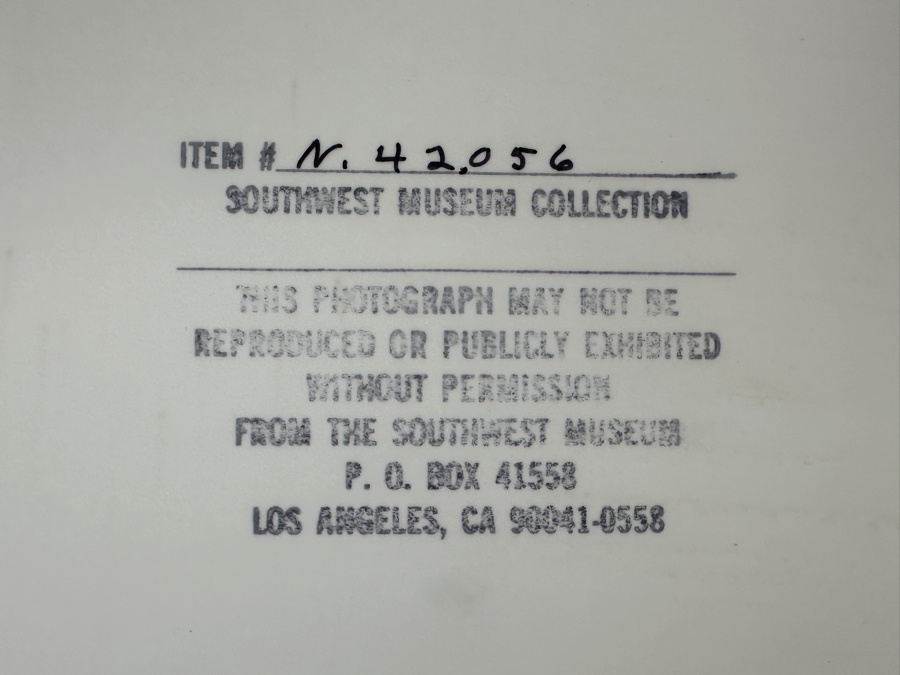 ITEM # N. 42,056
SOUTHWEST MUSEUM COLLECTION
THIS PHOTOGRAPH MAY NOT BE
REPRODUCED OR PUBLICLY EXHIBITED
WITHOUT PERMISSION
FROM THE SOUTHWEST MUSEUM
P. O. BOX 41558
LOS ANGELES, CA 90041-0558